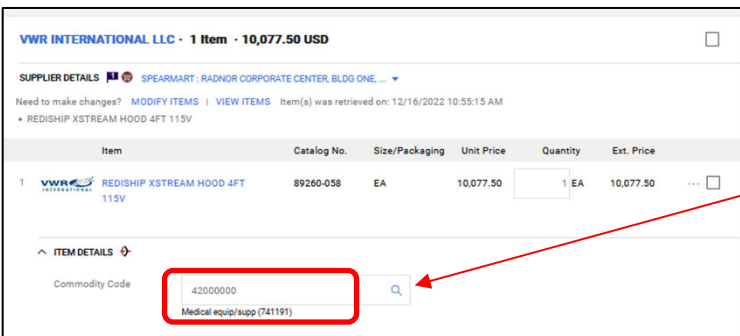 VWR INTERNATIONAL LLC · 1 Item · 10,077.50 USD
SUPPLIER DETAILS 1 SPEARMART : RADNOR CORPORATE CENTER, BLDG ONE, ...
Need to make changes? MODIFY ITEMS | VIEW ITEMS Item(s) was retrieved on: 12/16/2022 10:55:15 AM
• REDISHIP XSTREAM HOOD 4FT 115V
Item Catalog No. Size/Packaging Unit Price Quantity Ext. Price
1 VWR INTERNATIONAL REDISHIP XSTREAM HOOD 4FT 115V 89260-058 EA 10,077.50 1 EA 10,077.50 ...
ITEM DETAILS
Commodity Code 42000000
Medical equip/supp (741191)